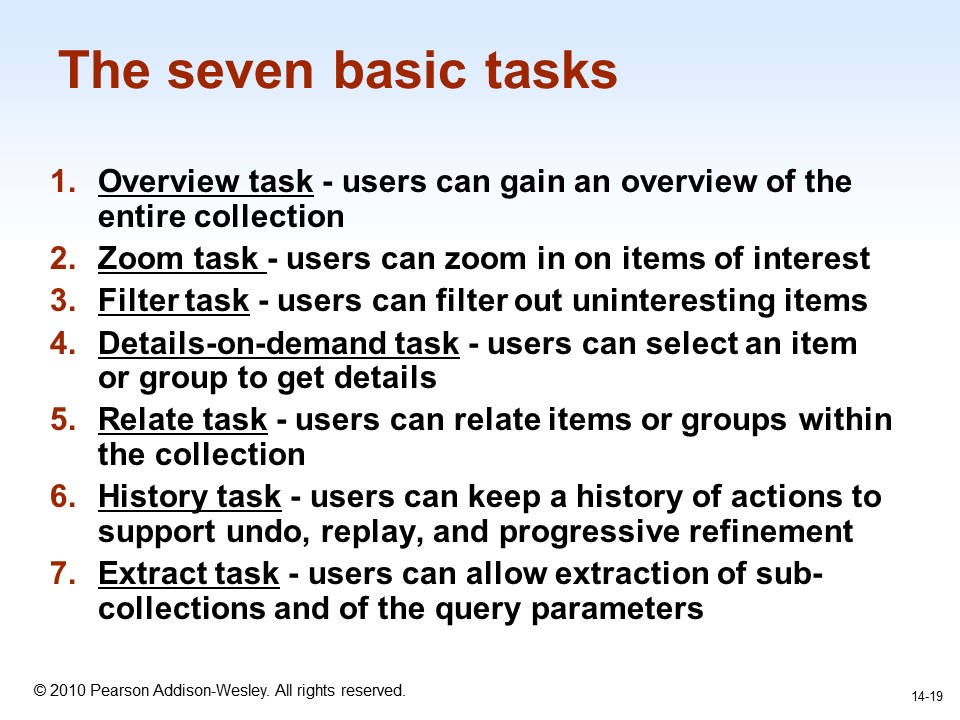 The seven basic tasks
1. Overview task - users can gain an overview of the
entire collection
2. Zoom task - users can zoom in on items of interest
3. Filter task - users can filter out uninteresting items
4. Details-on-demand task - users can select an item
or group to get details
5. Relate task - users can relate items or groups within
the collection
6. History task - users can keep a history of actions to
support undo, replay, and progressive refinement
7. Extract task - users can allow extraction of sub-
collections and of the query parameters
© 2010 Pearson Addison-Wesley. All rights reserved.
14-19